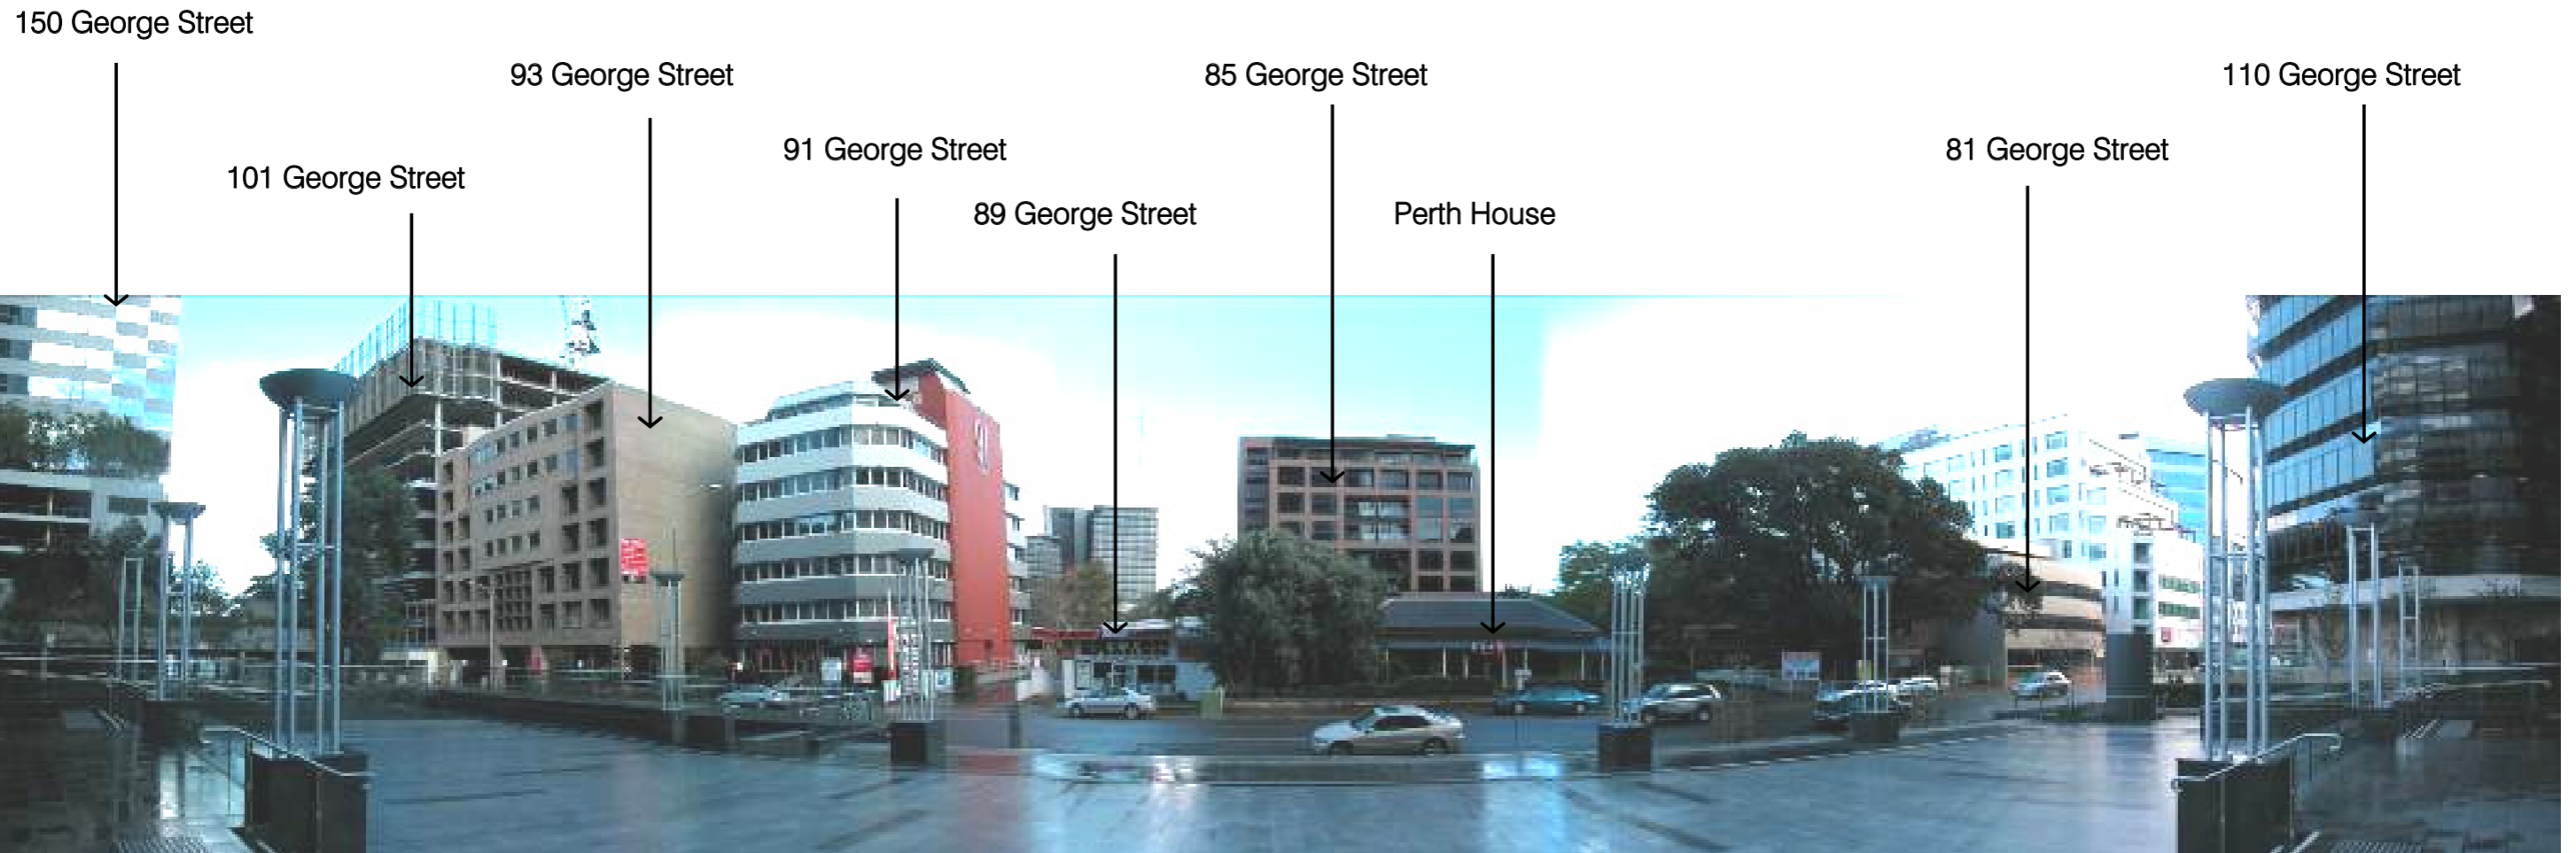 150 George Street
93 George Street
85 George Street
110 George Street
91 George Street
81 George Street
101 George Street
89 George Street
Perth House